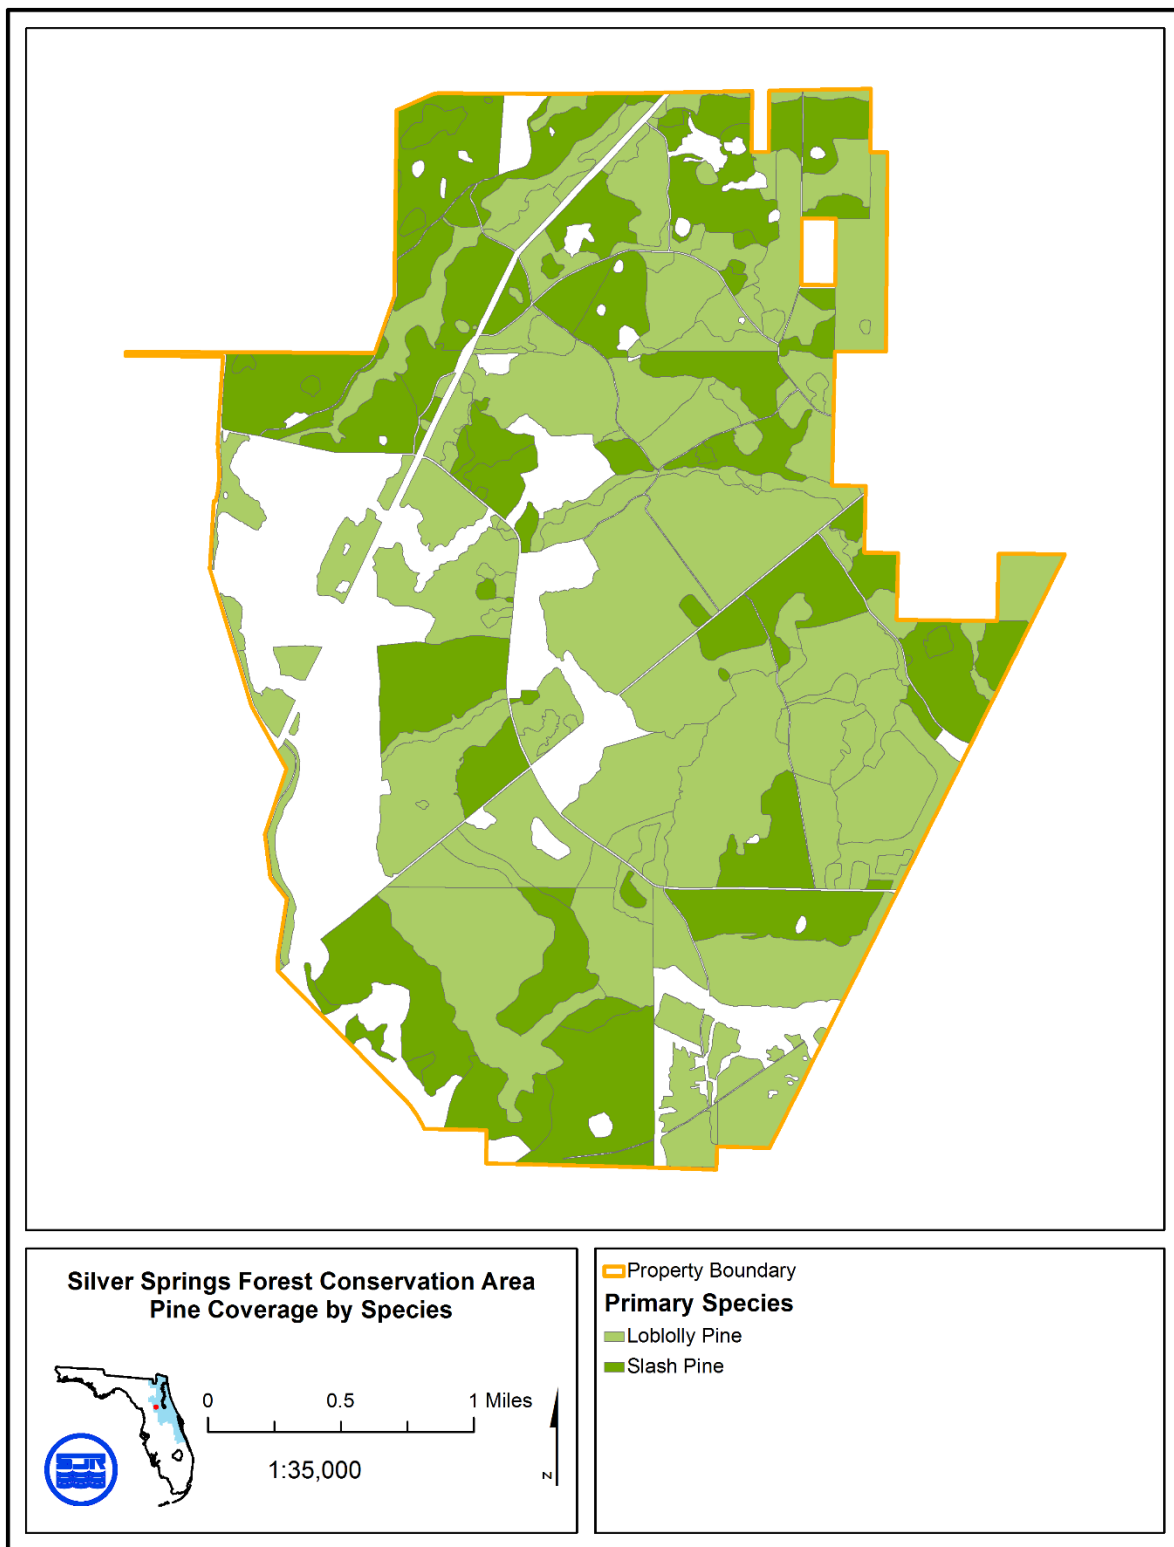 Silver Springs Forest Conservation Area
Pine Coverage by Species
0 0.5 1 Miles
1:35,000
N
SJR
Property Boundary
Primary Species
Loblolly Pine
Slash Pine